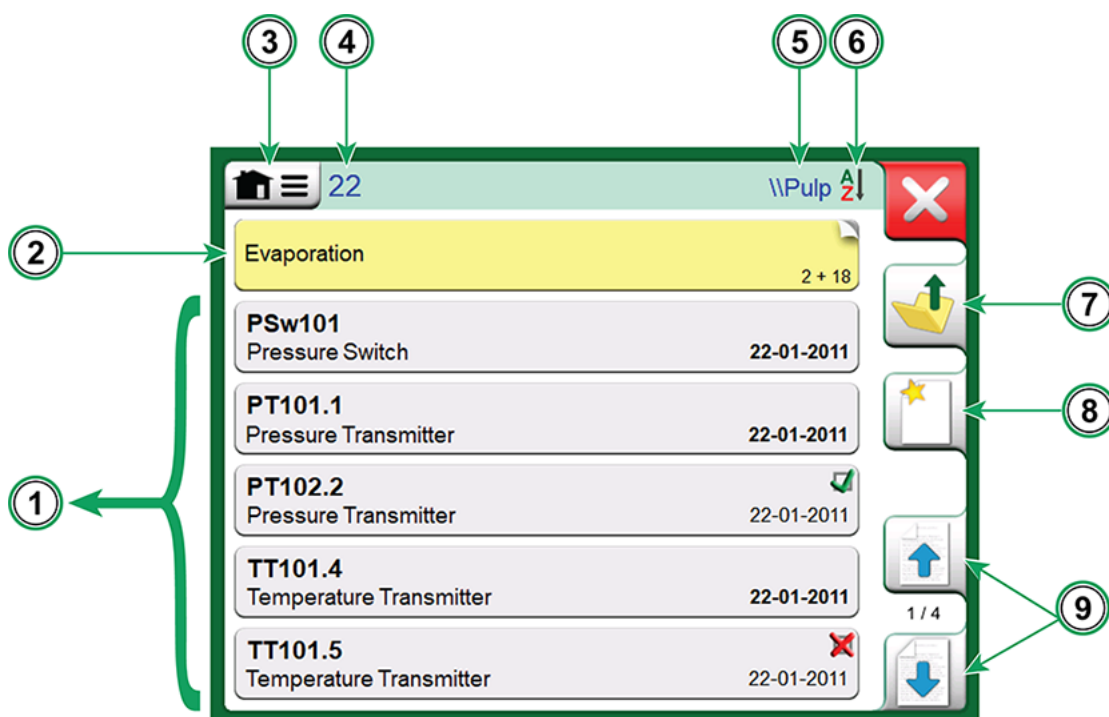 3 4 5 6
22 \\Pulp A
Z
2
Evaporation
2 + 18
7
PSw101
Pressure Switch 22-01-2011
PT101.1
Pressure Transmitter 22-01-2011
8
PT102.2
Pressure Transmitter 22-01-2011
1
TT101.4
Temperature Transmitter 22-01-2011
1 / 4
9
TT101.5
Temperature Transmitter 22-01-2011